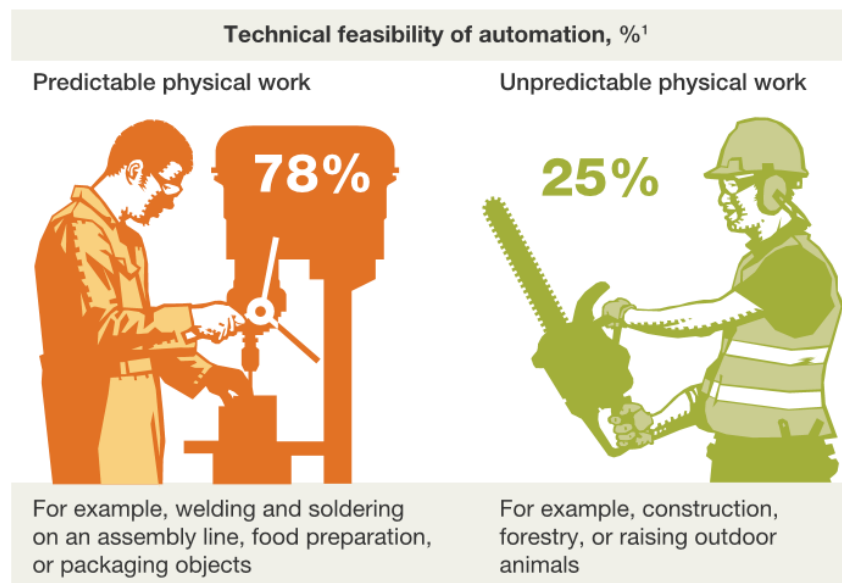 Technical feasibility of automation, %¹
Predictable physical work
Unpredictable physical work
78%
25%
For example, welding and soldering
on an assembly line, food preparation,
or packaging objects
For example, construction,
forestry, or raising outdoor
animals